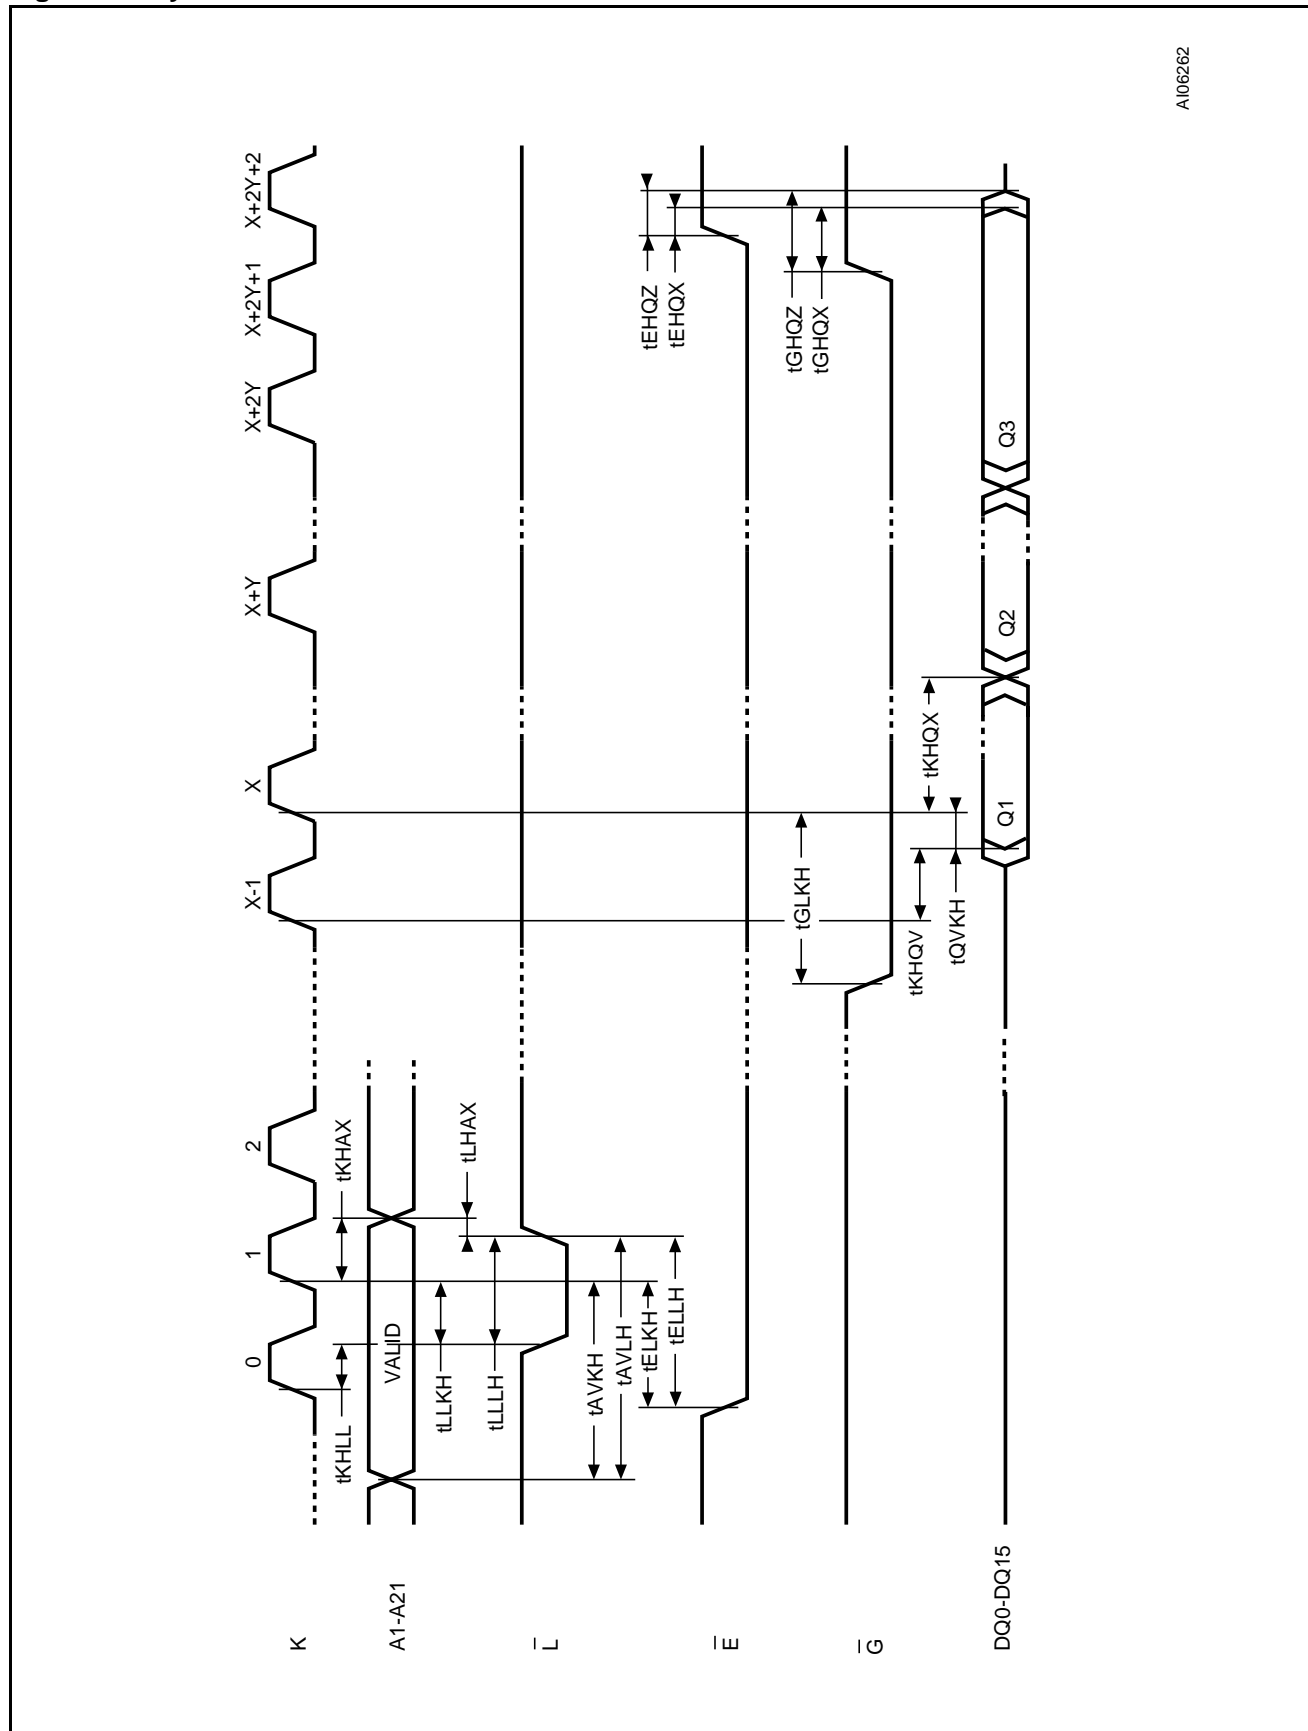 K
0
1
2
X-1
X
X+Y
X+2Y
X+2Y+1
X+2Y+2
tKHLL
tKHAX
A1-A21
VALID
tLLKH
tLHAX
tLLLH
L
tAVKH
tAVLH
tELKH
tELLH
tEHQZ
tEHQX
E
tGHQZ
tGLKH
tGHQX
G
tKHQV
tKHQX
tQVKH
DQ0-DQ15
Q1
Q2
Q3
AI06262